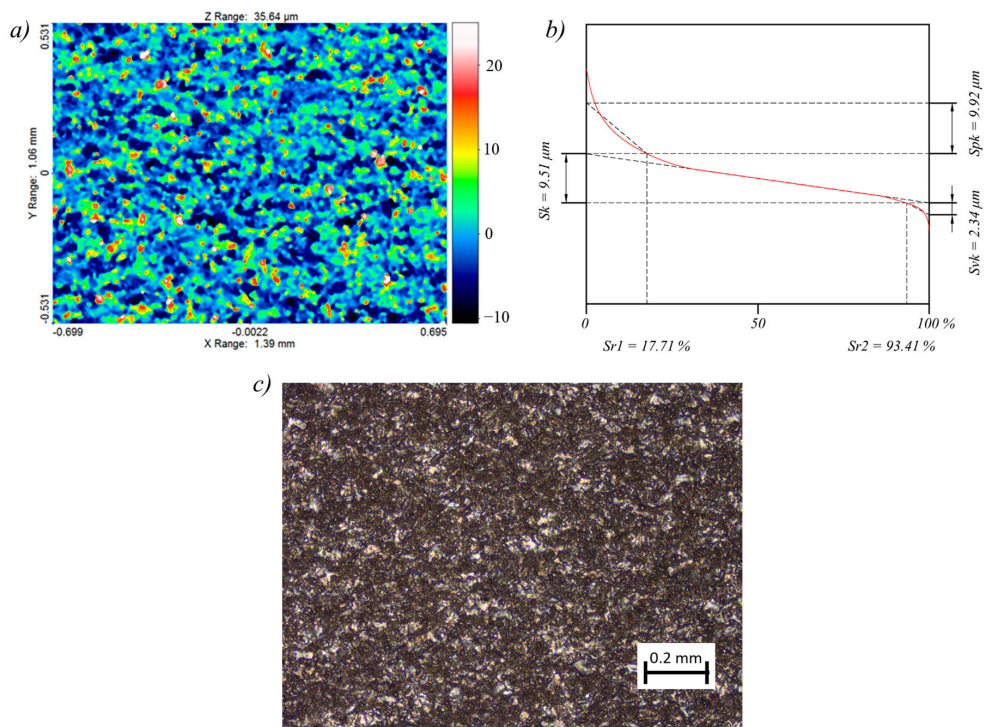 a)
Z Range: 35.64 µm
0.531
0
-0.531
Y Range: 1.06 mm
-0.699
-0.0022
0.695
X Range: 1.39 mm
20
10
0
−10
b)
Sk = 9.51 µm
Spk = 9.92 µm
Svk = 2.34 µm
0
50
100 %
Sr1 = 17.71 %
Sr2 = 93.41 %
c)
0.2 mm